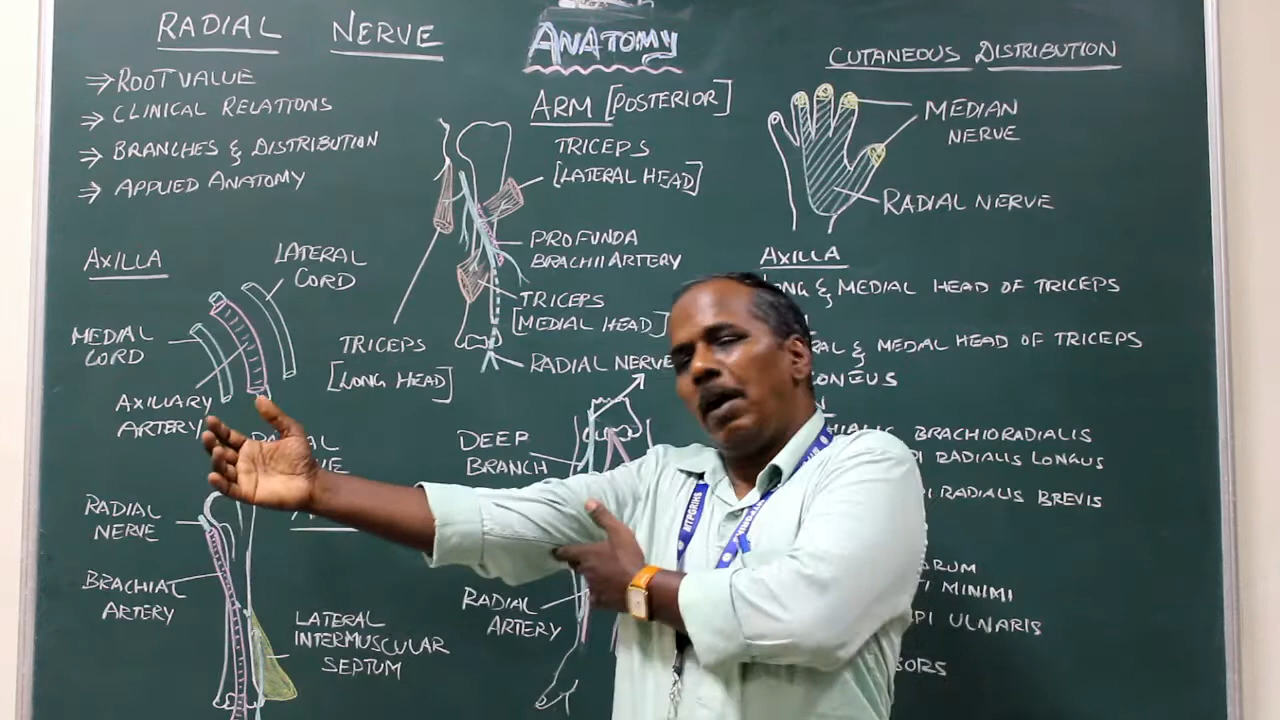 RADIAL NERVE
ANATOMY
⇒ ROOT VALUE
⇒ CLINICAL RELATIONS
⇒ BRANCHES & DISTRIBUTION
⇒ APPLIED ANATOMY
AXILLA
LATERAL
CORD
MEDIAL
CORD
AXILLARY
ARTERY
RADIAL
NERVE
BRACHIAL
ARTERY
LATERAL
INTERMUSCULAR
SEPTUM
ARM [POSTERIOR]
TRICEPS
[LATERAL HEAD]
PROFUNDA
BRACHII ARTERY
TRICEPS
[MEDIAL HEAD]
RADIAL NERVE
TRICEPS
[LONG HEAD]
DEEP
BRANCH
RADIAL
ARTERY
CUTANEOUS DISTRIBUTION
MEDIAN
NERVE
RADIAL NERVE
AXILLA
& MEDIAL HEAD OF TRICEPS
& MEDIAL HEAD OF TRICEPS
BRACHIORADIALIS
RADIALIS LONGUS
RADIALIS BREVIS
MINIMI
ULNARIS
MTPGRIHS